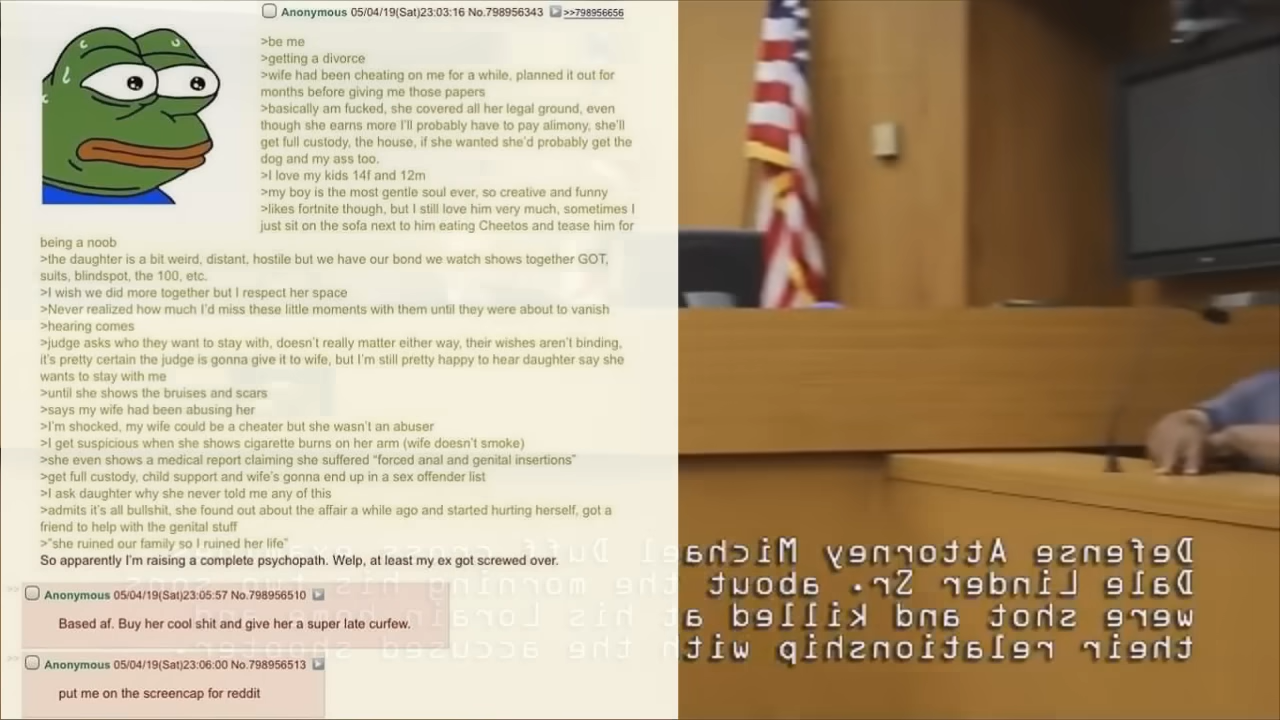 Anonymous 05/04/19(Sat)23:03:16 No.798956343 >>798956656
>be me
>getting a divorce
>wife had been cheating on me for a while, planned it out for
months before giving me those papers
>basically am fucked, she covered all her legal ground, even
though she earns more I'll probably have to pay alimony, she'll
get full custody, the house, if she wanted she'd probably get the
dog and my ass too.
>I love my kids 14f and 12m
>my boy is the most gentle soul ever, so creative and funny
>likes fortnite though, but I still love him very much, sometimes I
just sit on the sofa next to him eating Cheetos and tease him for
being a noob
>the daughter is a bit weird, distant, hostile but we have our bond we watch shows together GOT,
suits, blindspot, the 100, etc.
>I wish we did more together but I respect her space
>Never realized how much I'd miss these little moments with them until they were about to vanish
>hearing comes
>judge asks who they want to stay with, doesn't really matter either way, their wishes aren't binding,
it's pretty certain the judge is gonna give it to wife, but I'm still pretty happy to hear daughter say she
wants to stay with me
>until she shows the bruises and scars
>says my wife had been abusing her
>I'm shocked, my wife could be a cheater but she wasn't an abuser
>I get suspicious when she shows cigarette burns on her arm (wife doesn't smoke)
>she even shows a medical report claiming she suffered "forced anal and genital insertions"
>get full custody, child support and wife's gonna end up in a sex offender list
>I ask daughter why she never told me any of this
>admits it's all bullshit, she found out about the affair a while ago and started hurting herself, got a
friend to help with the genital stuff
>"she ruined our family so I ruined her life"
So apparently I'm raising a complete psychopath. Welp, at least my ex got screwed over.
>> Anonymous 05/04/19(Sat)23:05:57 No.798956510
Based af. Buy her cool shit and give her a super late curfew.
>> Anonymous 05/04/19(Sat)23:06:00 No.798956513
put me on the screencap for reddit
Defense Attorney Michael Duff cross
Dale Linder Sr. about the morning his two sons
were shot and killed at his Lorain home and
their relationship with the accused shooter.